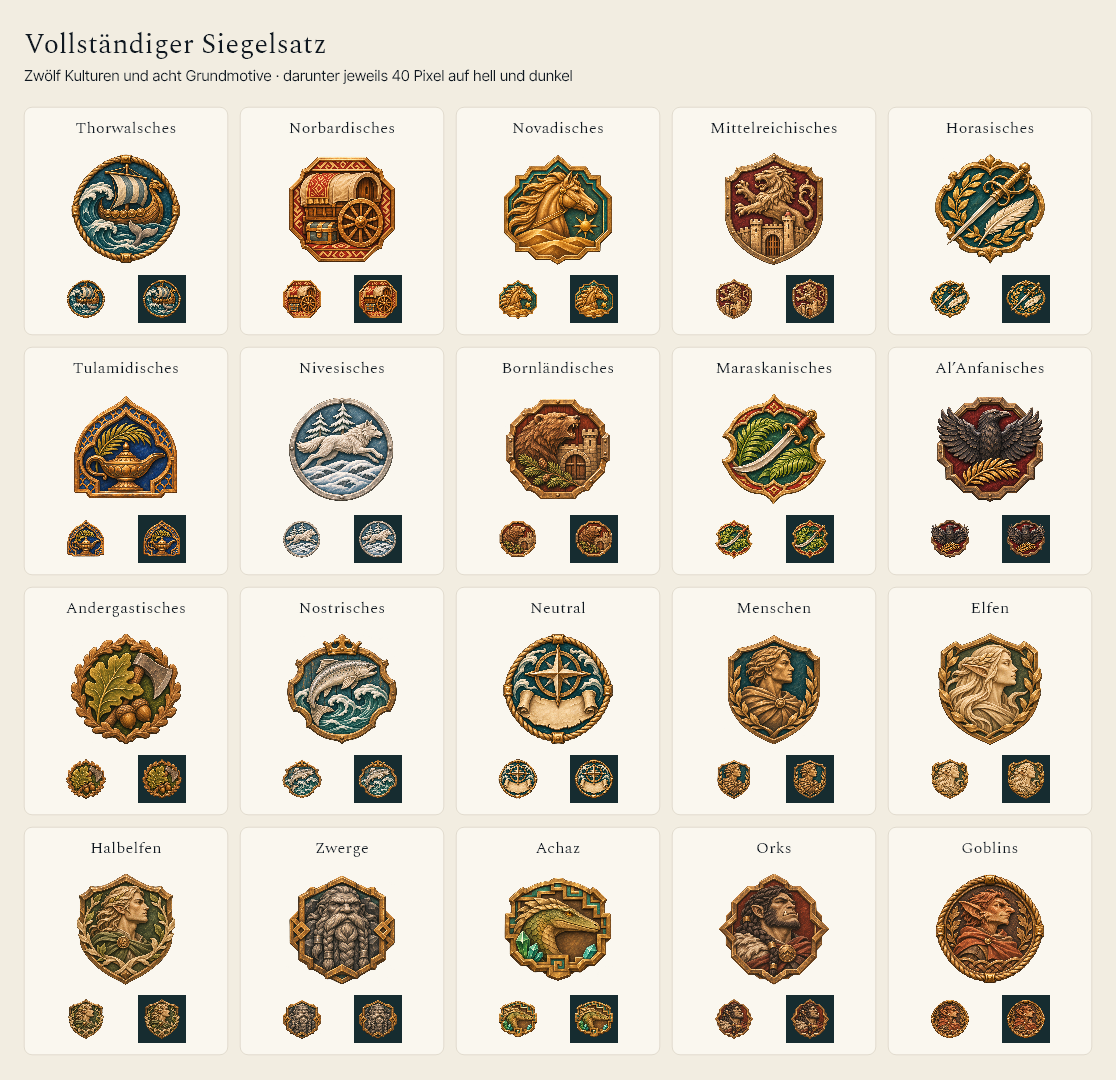 Vollständiger Siegelsatz
Zwölf Kulturen und acht Grundmotive · darunter jeweils 40 Pixel auf hell und dunkel
Thorwalsches
Norbardisches
Novadisches
Mittelreichisches
Horasisches
Tulamidisches
Nivesisches
Bornländisches
Maraskanisches
Al’Anfanisches
Andergastisches
Nostrisches
Neutral
Menschen
Elfen
Halbelfen
Zwerge
Achaz
Orks
Goblins